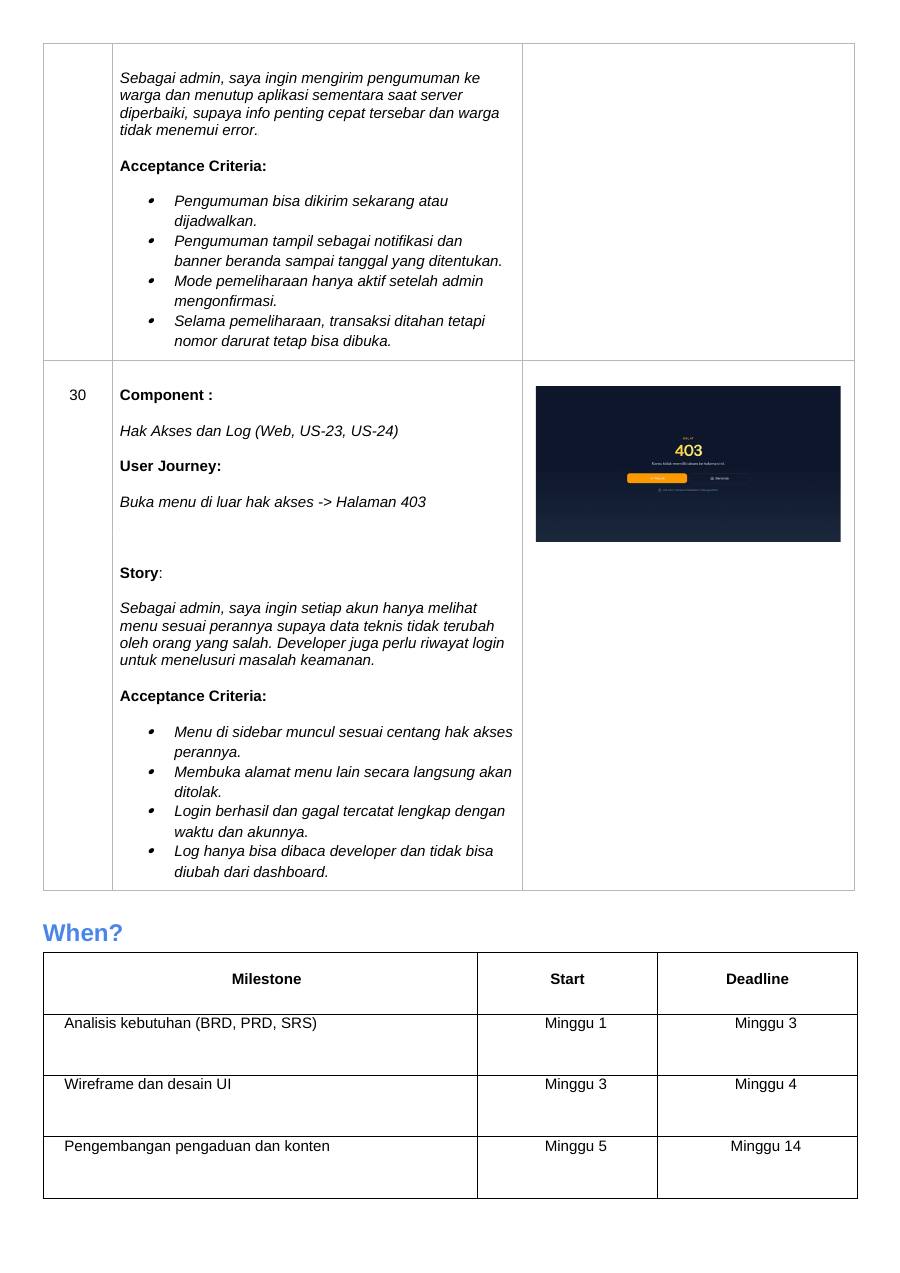 Sebagai admin, saya ingin mengirim pengumuman ke
warga dan menutup aplikasi sementara saat server
diperbaiki, supaya info penting cepat tersebar dan warga
tidak menemui error.
Acceptance Criteria:
• Pengumuman bisa dikirim sekarang atau
dijadwalkan.
• Pengumuman tampil sebagai notifikasi dan
banner beranda sampai tanggal yang ditentukan.
• Mode pemeliharaan hanya aktif setelah admin
mengonfirmasi.
• Selama pemeliharaan, transaksi ditahan tetapi
nomor darurat tetap bisa dibuka.
30
Component :
Hak Akses dan Log (Web, US-23, US-24)
User Journey:
Buka menu di luar hak akses -> Halaman 403
Story:
Sebagai admin, saya ingin setiap akun hanya melihat
menu sesuai perannya supaya data teknis tidak terubah
oleh orang yang salah. Developer juga perlu riwayat login
untuk menelusuri masalah keamanan.
Acceptance Criteria:
• Menu di sidebar muncul sesuai centang hak akses
perannya.
• Membuka alamat menu lain secara langsung akan
ditolak.
• Login berhasil dan gagal tercatat lengkap dengan
waktu dan akunnya.
• Log hanya bisa dibaca developer dan tidak bisa
diubah dari dashboard.
403
When?
Milestone Start Deadline
Analisis kebutuhan (BRD, PRD, SRS) Minggu 1 Minggu 3
Wireframe dan desain UI Minggu 3 Minggu 4
Pengembangan pengaduan dan konten Minggu 5 Minggu 14